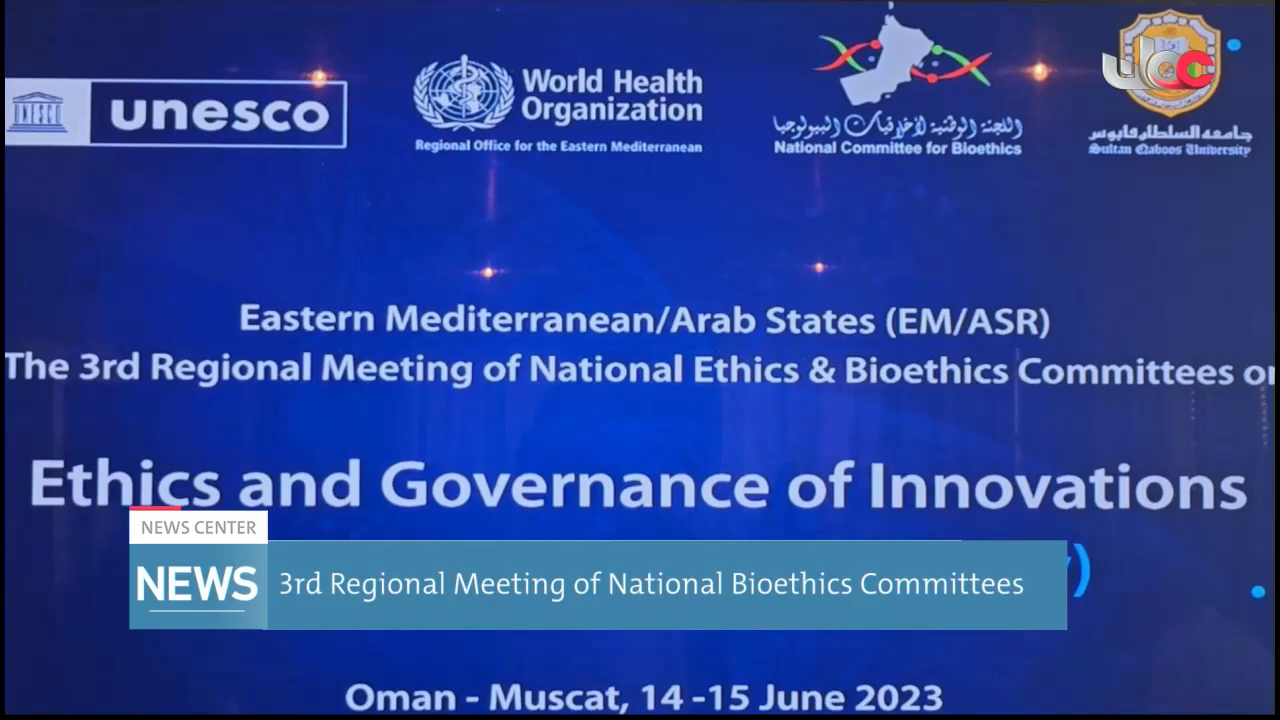 unesco
World Health
Organization
Regional Office for the Eastern Mediterranean
اللجنة الوطنية لأخلاقيات البيولوجيا
National Committee for Bioethics
جامعة السلطان قابوس
Sultan Qaboos University
Eastern Mediterranean/Arab States (EM/ASR)
The 3rd Regional Meeting of National Ethics & Bioethics Committees on
Ethics and Governance of Innovations
NEWS CENTER
NEWS
3rd Regional Meeting of National Bioethics Committees
Oman - Muscat, 14 -15 June 2023